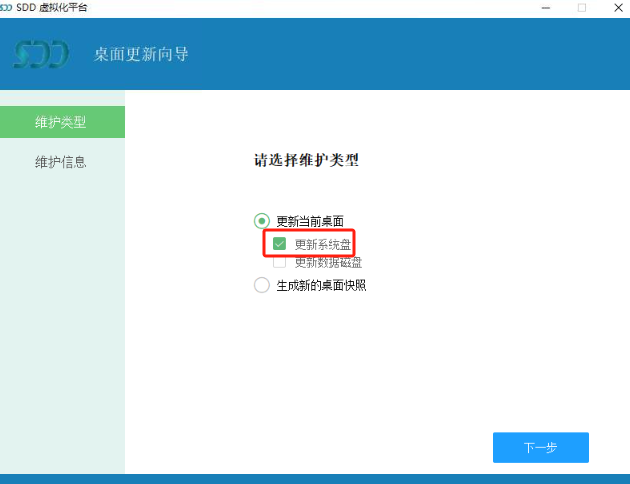 SDD 虚拟化平台
SDD 桌面更新向导
维护类型
维护信息
请选择维护类型
更新当前桌面
更新系统盘
更新数据磁盘
生成新的桌面快照
下一步